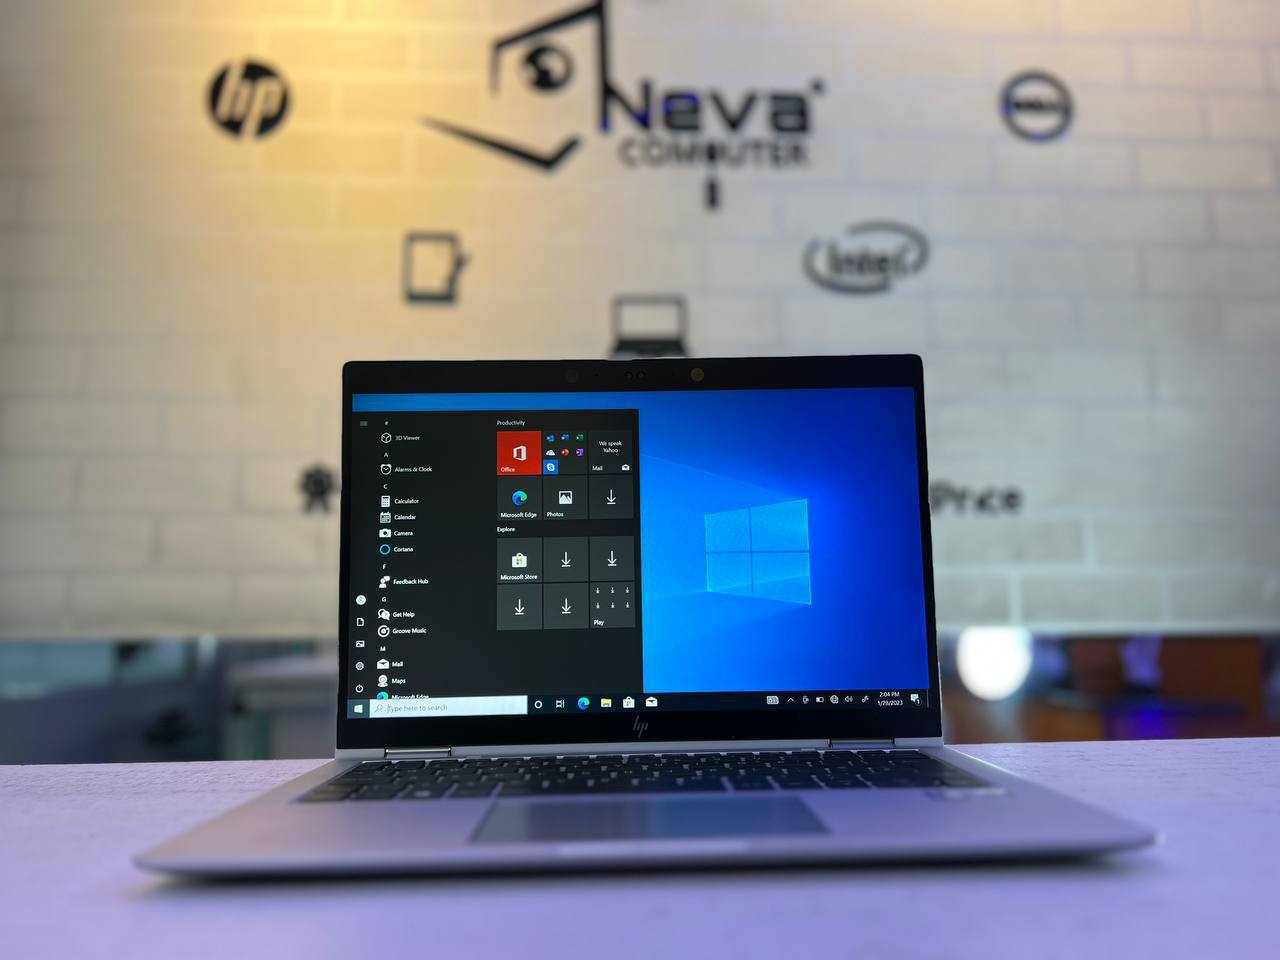 hp
Neva
COMPUTER
DELL
intel
Price
#
3D Viewer
A
Alarms & Clock
C
Calculator
Calendar
Camera
Cortana
F
Feedback Hub
G
Get Help
Groove Music
M
Mail
Maps
Microsoft Edge
Productivity
Office
We speak
Yahoo
Mail
Microsoft Edge
Photos
Explore
Microsoft Store
Play
Type here to search
2:04 PM
1/28/2023
hp